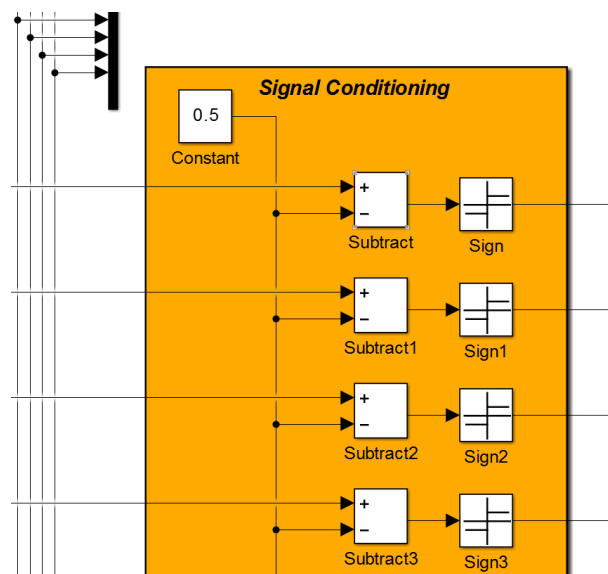 Signal Conditioning
0.5
Constant
+
−
Subtract
Sign
+
−
Subtract1
Sign1
+
−
Subtract2
Sign2
+
−
Subtract3
Sign3